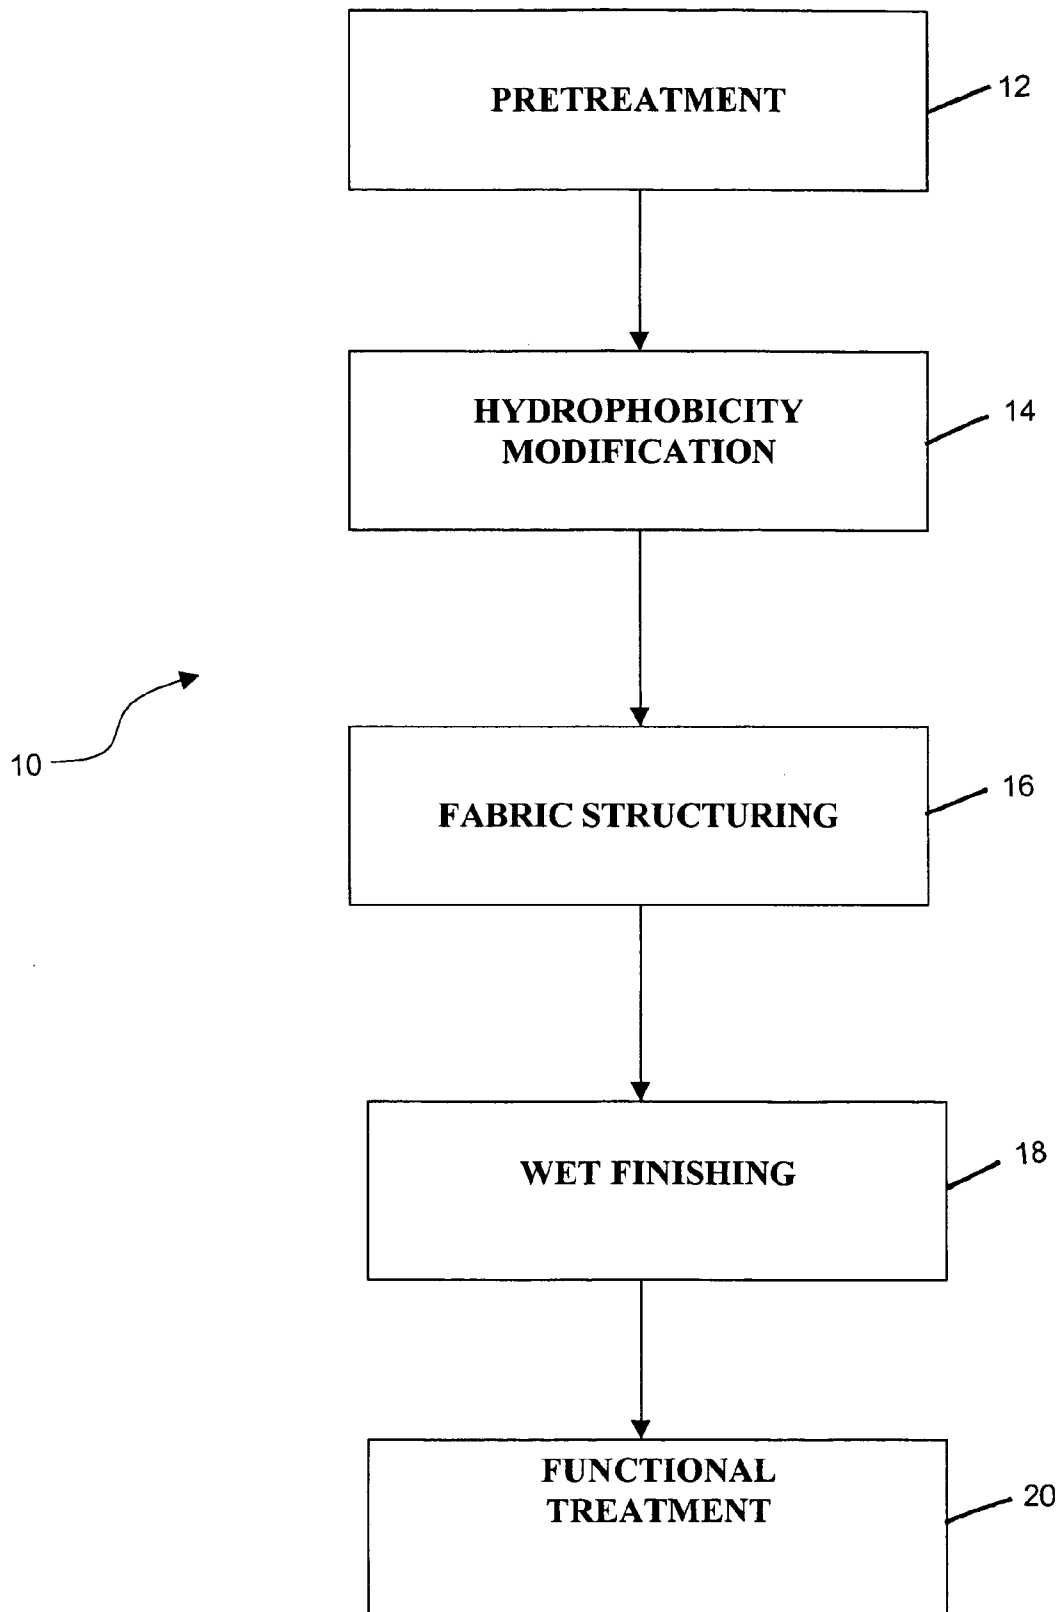 PRETREATMENT
12
HYDROPHOBICITY
MODIFICATION
14
10
FABRIC STRUCTURING
16
WET FINISHING
18
FUNCTIONAL
TREATMENT
20